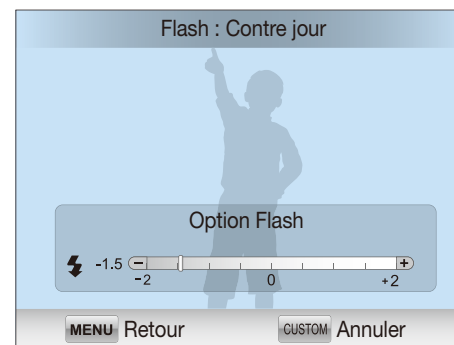 Flash : Contre jour
Option Flash
-1.5 – +
-2 0 +2
MENU Retour CUSTOM Annuler